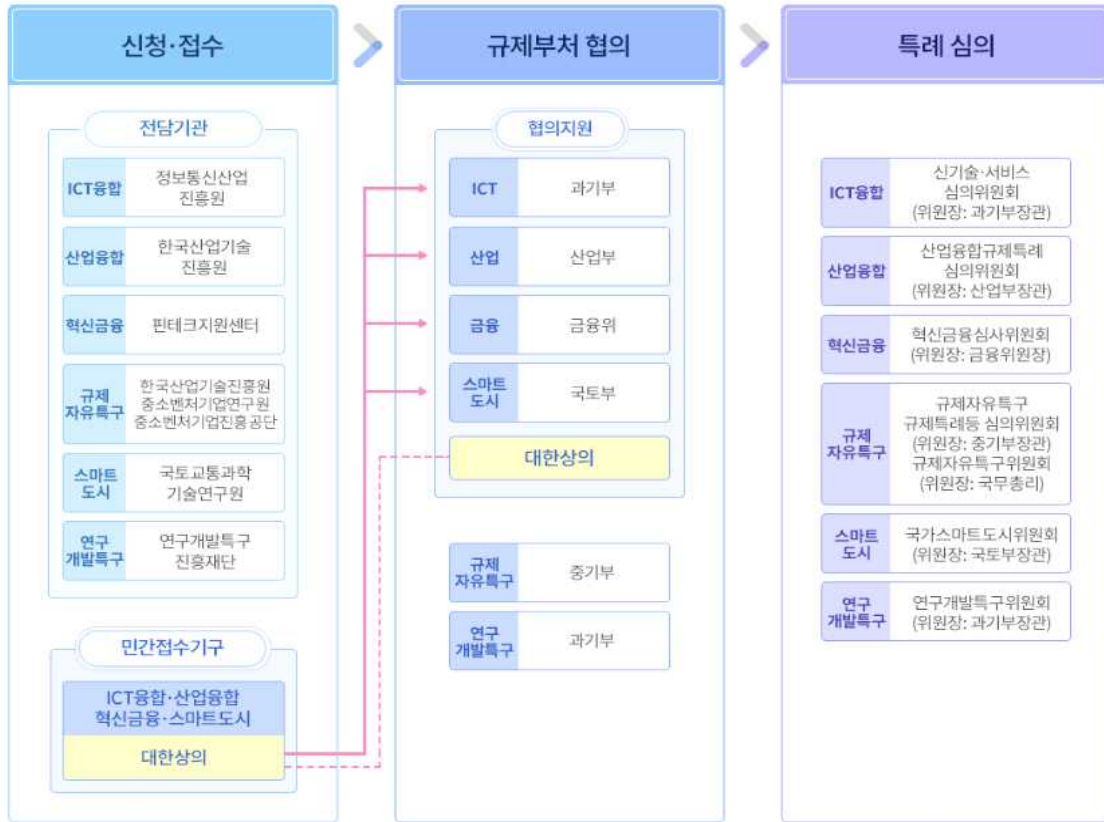 신청·접수
전담기관
ICT융합
정보통신산업
진흥원
산업융합
한국산업기술
진흥원
혁신금융
핀테크지원센터
규제
자유특구
한국산업기술진흥원
중소벤처기업연구원
중소벤처기업진흥공단
스마트
도시
국토교통과학
기술연구원
연구
개발특구
연구개발특구
진흥재단
민간접수기구
ICT융합·산업융합
혁신금융·스마트도시
대한상의
규제부처 협의
협의지원
ICT
과기부
산업
산업부
금융
금융위
스마트
도시
국토부
대한상의
규제
자유특구
중기부
연구
개발특구
과기부
특례 심의
ICT융합
신기술·서비스
심의위원회
(위원장: 과기부장관)
산업융합
산업융합규제특례
심의위원회
(위원장: 산업부장관)
혁신금융
혁신금융심사위원회
(위원장: 금융위원장)
규제
자유특구
규제자유특구
규제특례등 심의위원회
(위원장: 중기부장관)
규제자유특구위원회
(위원장: 국무총리)
스마트
도시
국가스마트도시위원회
(위원장: 국토부장관)
연구
개발특구
연구개발특구위원회
(위원장: 과기부장관)